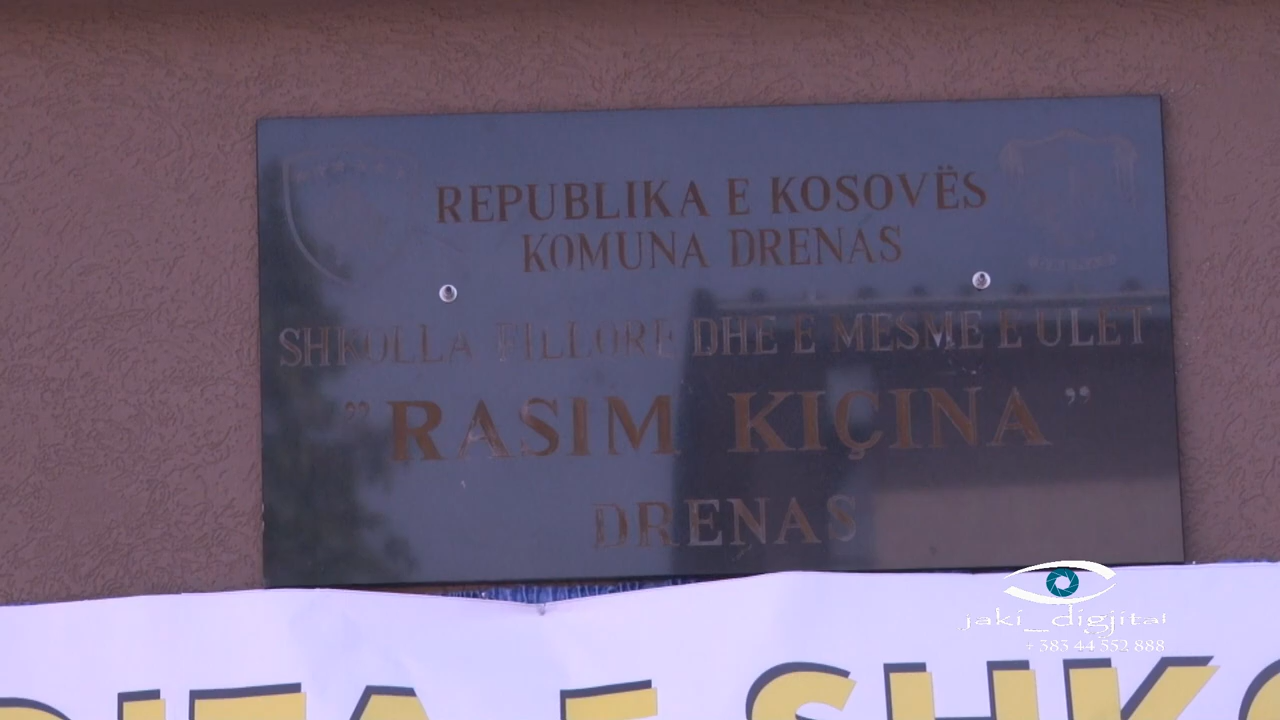 REPUBLIKA E KOSOVËS
KOMUNA DRENAS
SHKOLLA FILLORE DHE E MESME E ULET
”RASIM KIÇINA”
DRENAS
jaki_digjital
+383 44 552 888
E